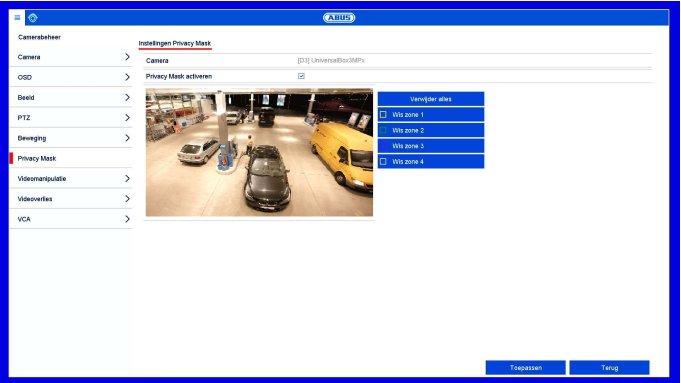 ABUS
Camerabeheer
Instellingen Privacy Mask
Camera
Camera
[D3] UniversalBox3MPx
OSD
Privacy Mask activeren
Beeld
Verwijder alles
PTZ
Wis zone 1
Beweging
Wis zone 2
Privacy Mask
Wis zone 3
Videomanipulatie
Wis zone 4
Videoverlies
VCA
Toepassen
Terug